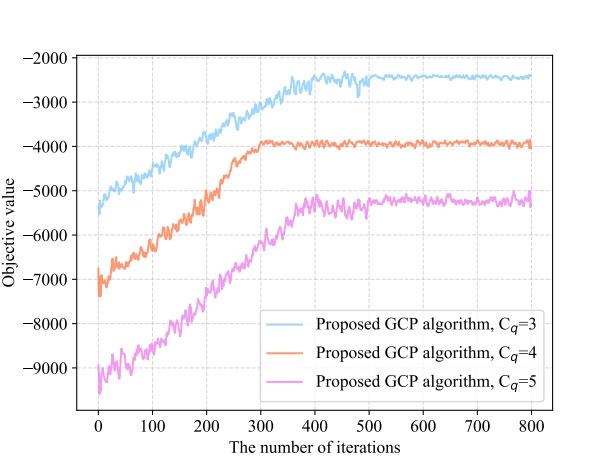 −2000
−3000
−4000
−5000
−6000
−7000
−8000
−9000
Objective value
Proposed GCP algorithm, C_q=3
Proposed GCP algorithm, C_q=4
Proposed GCP algorithm, C_q=5
0 100 200 300 400 500 600 700 800
The number of iterations